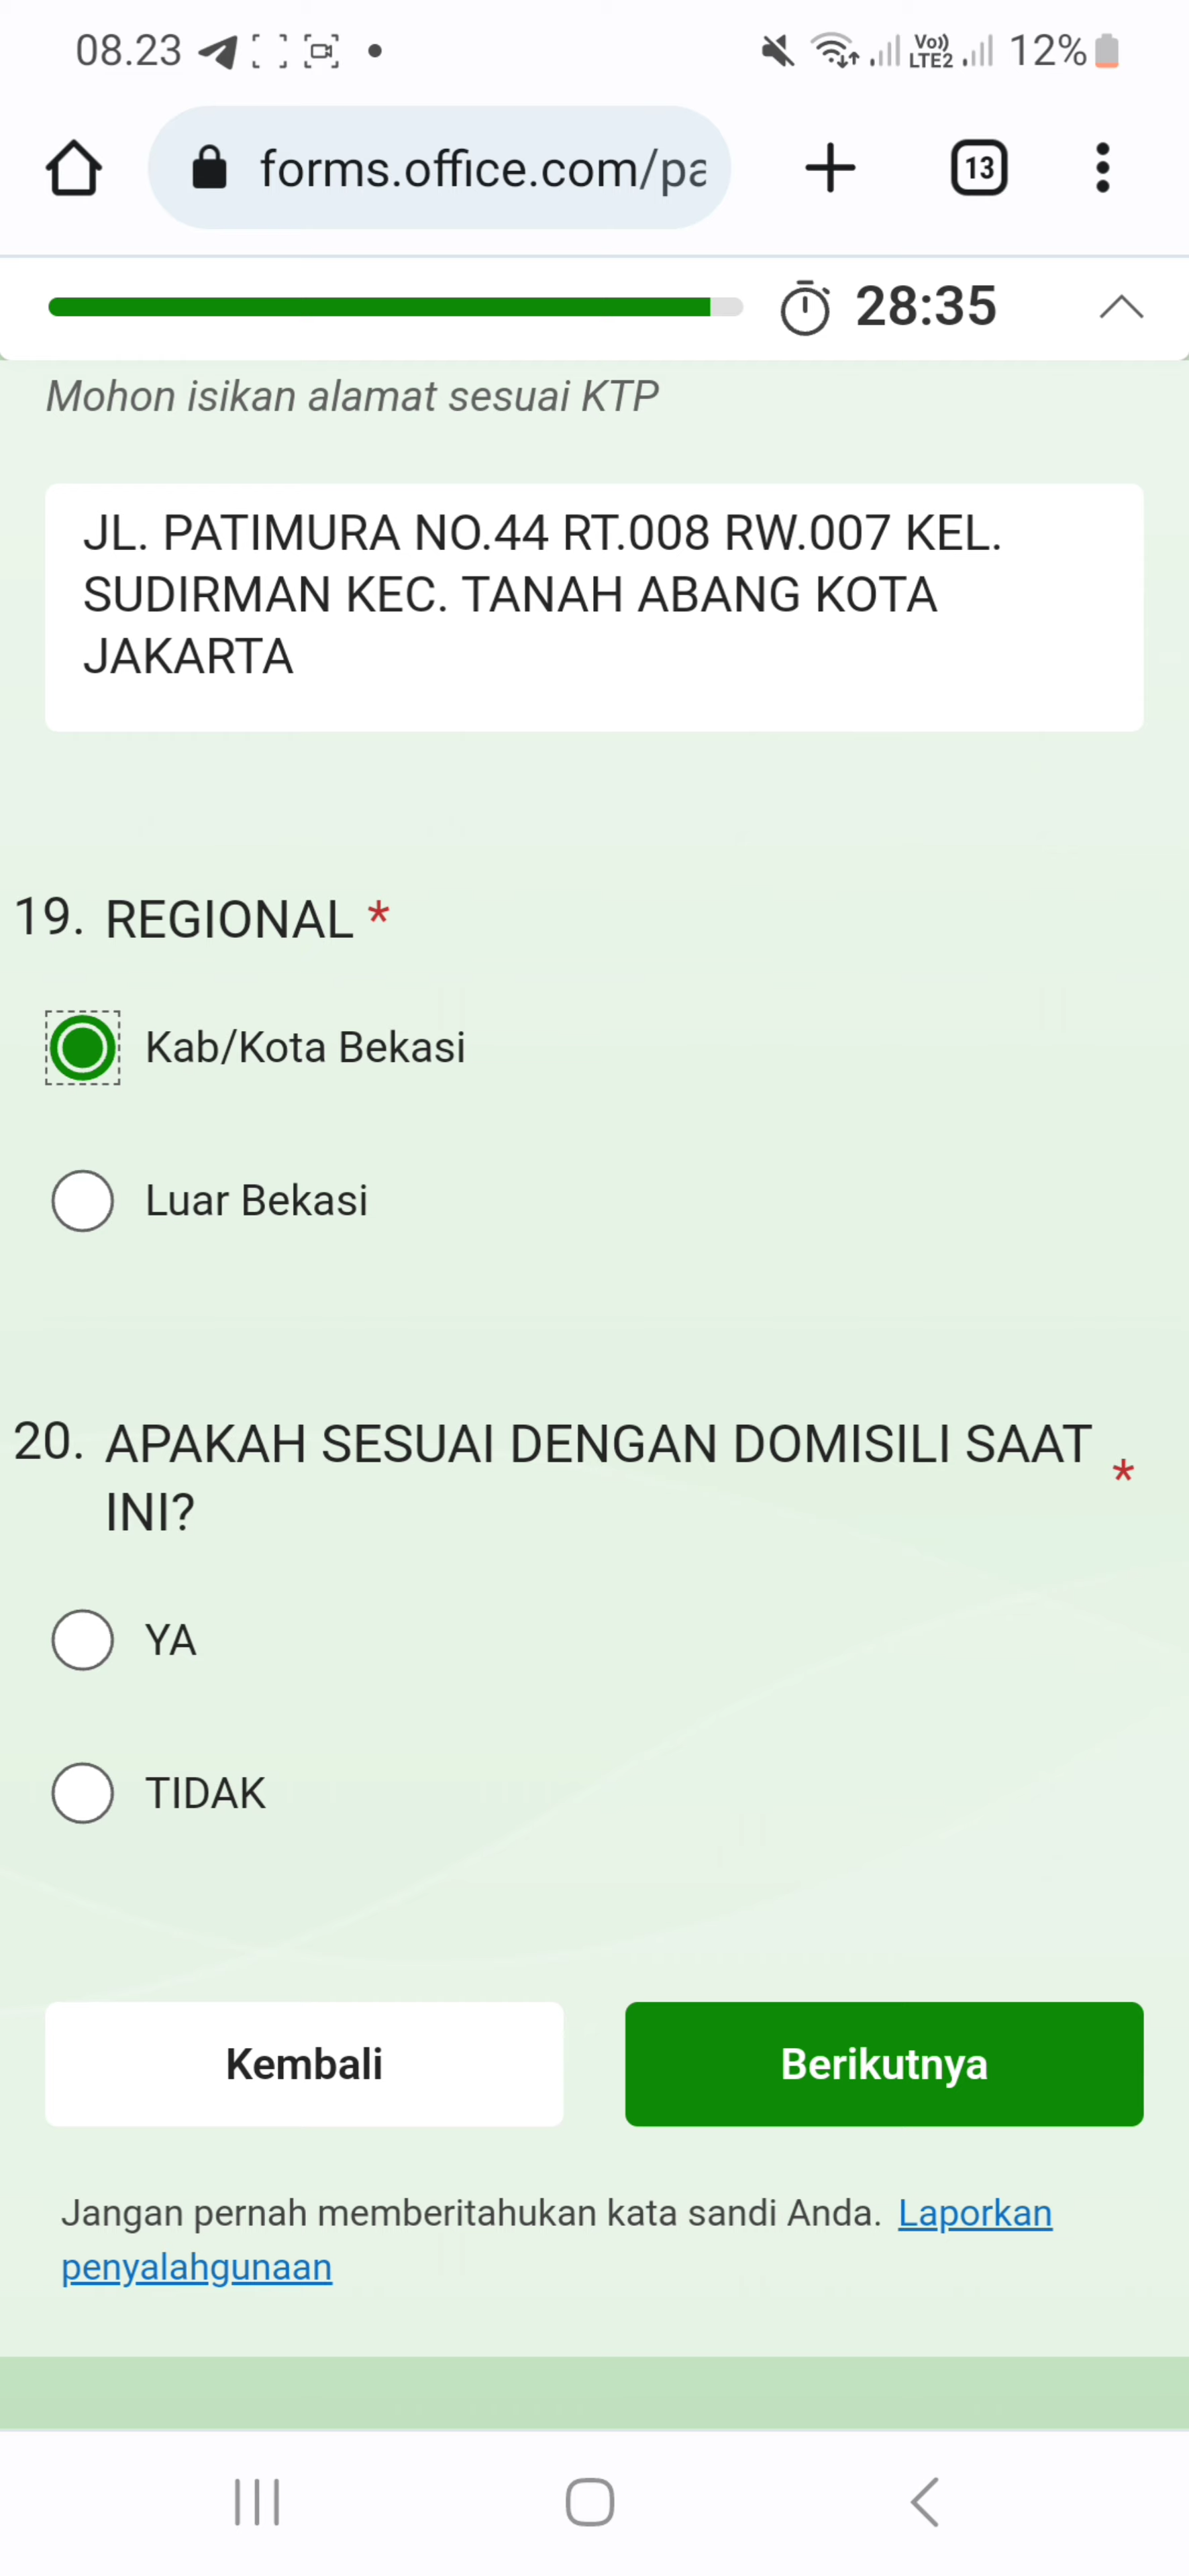 08.23
Vo))
LTE2
12%
forms.office.com/pa
13
28:35
Mohon isikan alamat sesuai KTP
JL. PATIMURA NO.44 RT.008 RW.007 KEL.
SUDIRMAN KEC. TANAH ABANG KOTA
JAKARTA
19. REGIONAL *
Kab/Kota Bekasi
Luar Bekasi
20. APAKAH SESUAI DENGAN DOMISILI SAAT
INI? *
YA
TIDAK
Kembali
Berikutnya
Jangan pernah memberitahukan kata sandi Anda. Laporkan
penyalahgunaan